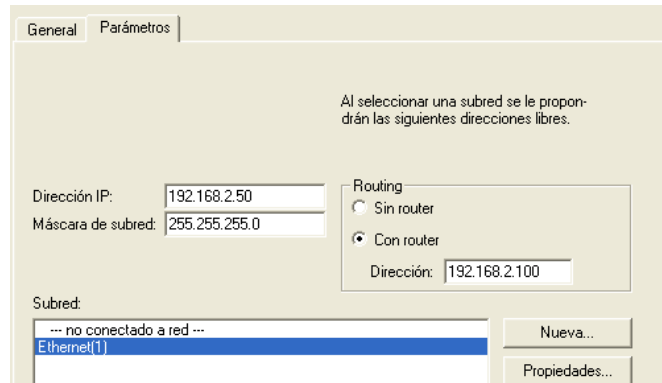 General
Parámetros
Al seleccionar una subred se le propon-
drán las siguientes direcciones libres.
Dirección IP: 192.168.2.50
Máscara de subred: 255.255.255.0
Routing
Sin router
Con router
Dirección: 192.168.2.100
Subred:
--- no conectado a red ---
Ethernet(1)
Nueva...
Propiedades...